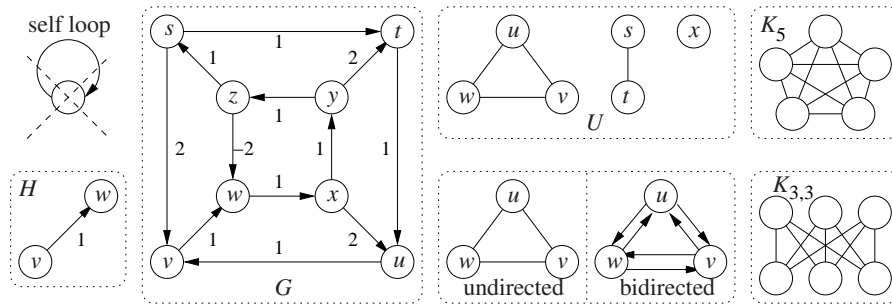 self loop
H
w
1
v
s
1
t
1
2
z
y
1
2
–2
1
1
w
1
x
1
2
v
1
u
G
u
w
v
s
t
x
U
u
w
v
undirected
u
w
v
bidirected
K5
K3,3